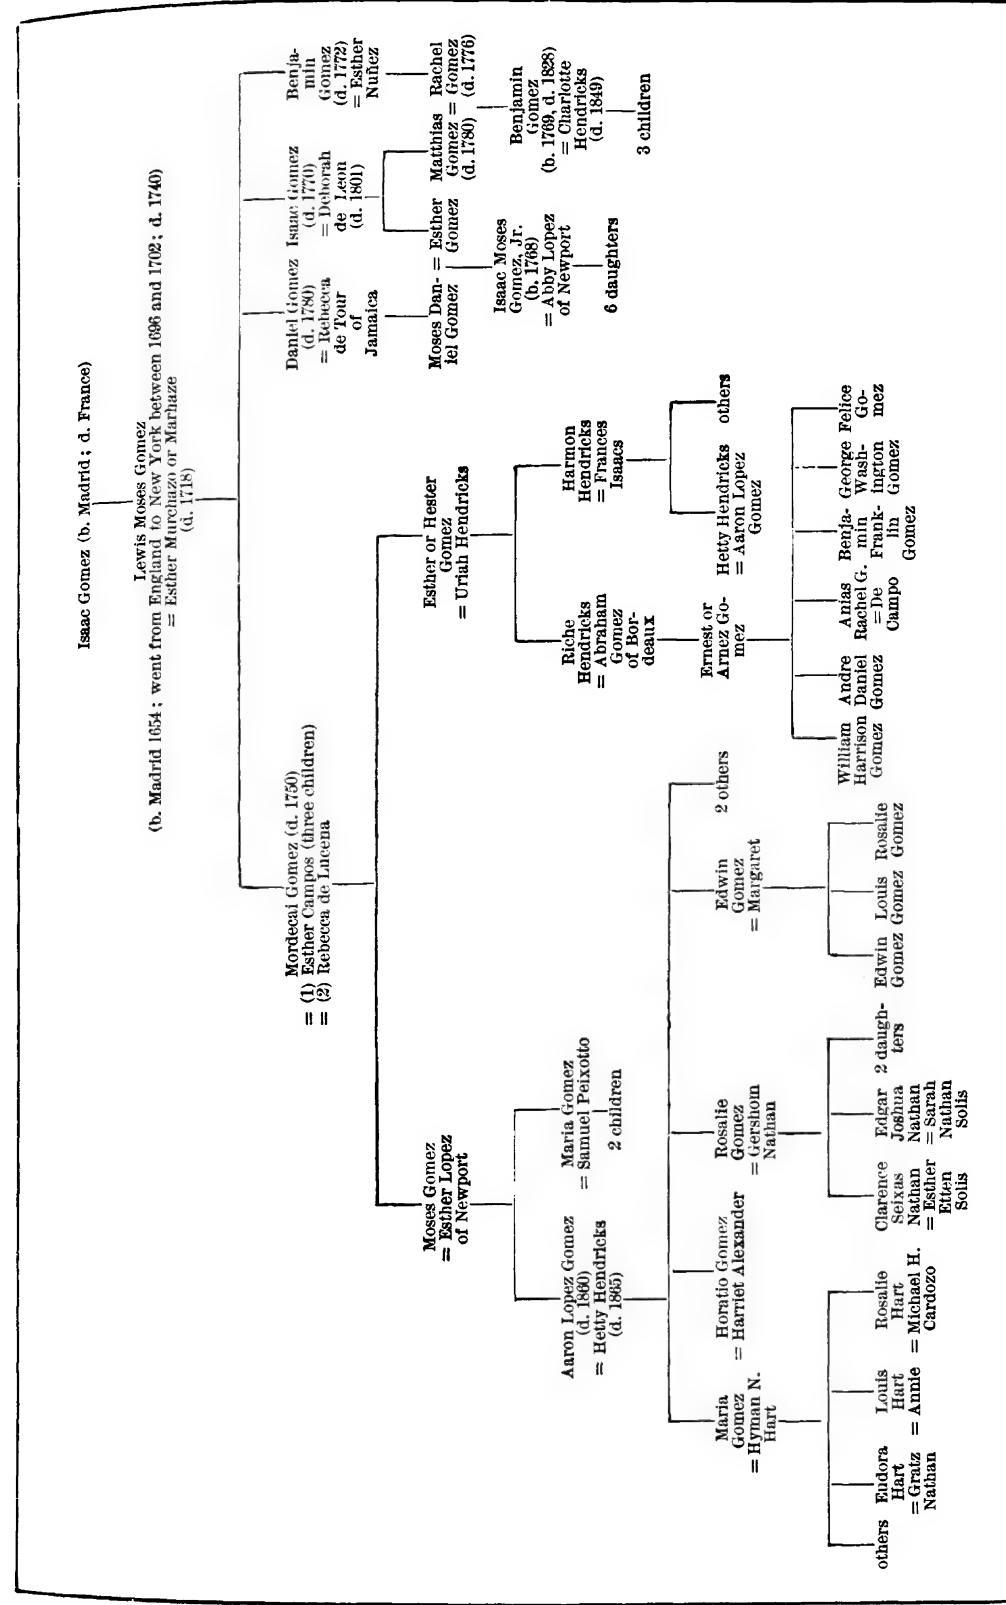 Isaac Gomez (b. Madrid; d. France)
Lewis Moses Gomez
(b. Madrid 1654; went from England to New York between 1696 and 1702; d. 1740)
= Esther Murchazo or Marhaze
(d. 1718)
Mordecai Gomez (d. 1750)
= (1) Esther Campos (three children)
= (2) Rebecca de Lucena
Daniel Gomez
(d. 1780)
= Rebecca
de Tour
of
Jamaica
Isaac Gomez
(d. 1770)
= Deborah
de Leon
(d. 1801)
Benja-
min
Gomez
(d. 1772)
= Esther
Nuñez
Moses Gomez
= Esther Lopez
of Newport
Esther or Hester
Gomez
= Uriah Hendricks
Moses Dan- = Esther
iel Gomez Gomez
Matthias Rachel
Gomez = Gomez
(d. 1780) (d. 1776)
Aaron Lopez Gomez
(d. 1860)
= Hetty Hendricks
(d. 1865)
Maria Gomez
= Samuel Peixotto
2 children
Riche
Hendricks
= Abraham
Gomez
of Bor-
deaux
Harmon
Hendricks
= Frances
Isaacs
Isaac Moses
Gomez, Jr.
(b. 1768)
= Abby Lopez
of Newport
6 daughters
Benjamin
Gomez
(b. 1769, d. 1828)
= Charlotte
Hendricks
(d. 1849)
3 children
Maria
Gomez
= Hyman N.
Hart
Horatio Gomez
= Harriet Alexander
Rosalie
Gomez
= Gershom
Nathan
Edwin
Gomez
= Margaret
2 others
Ernest or
Arnez Go-
mez
Hetty Hendricks
= Aaron Lopez
Gomez
others
others
Eudora
Hart
= Gratz
Nathan
Louis
Hart
= Annie
Rosalie
Hart
= Michael H.
Cardozo
Clarence
Seixas
Nathan
= Esther
Etten
Solis
Edgar
Joshua
Nathan
= Sarah
Nathan
Solis
2 daugh-
ters
Edwin
Gomez
Louis
Gomez
Rosalie
Gomez
William
Harrison
Gomez
Andre
Daniel
Gomez
Anias
Rachel G.
= De
Campo
Benja-
min
Frank-
lin
Gomez
George
Wash-
ington
Gomez
Felice
Go-
mez